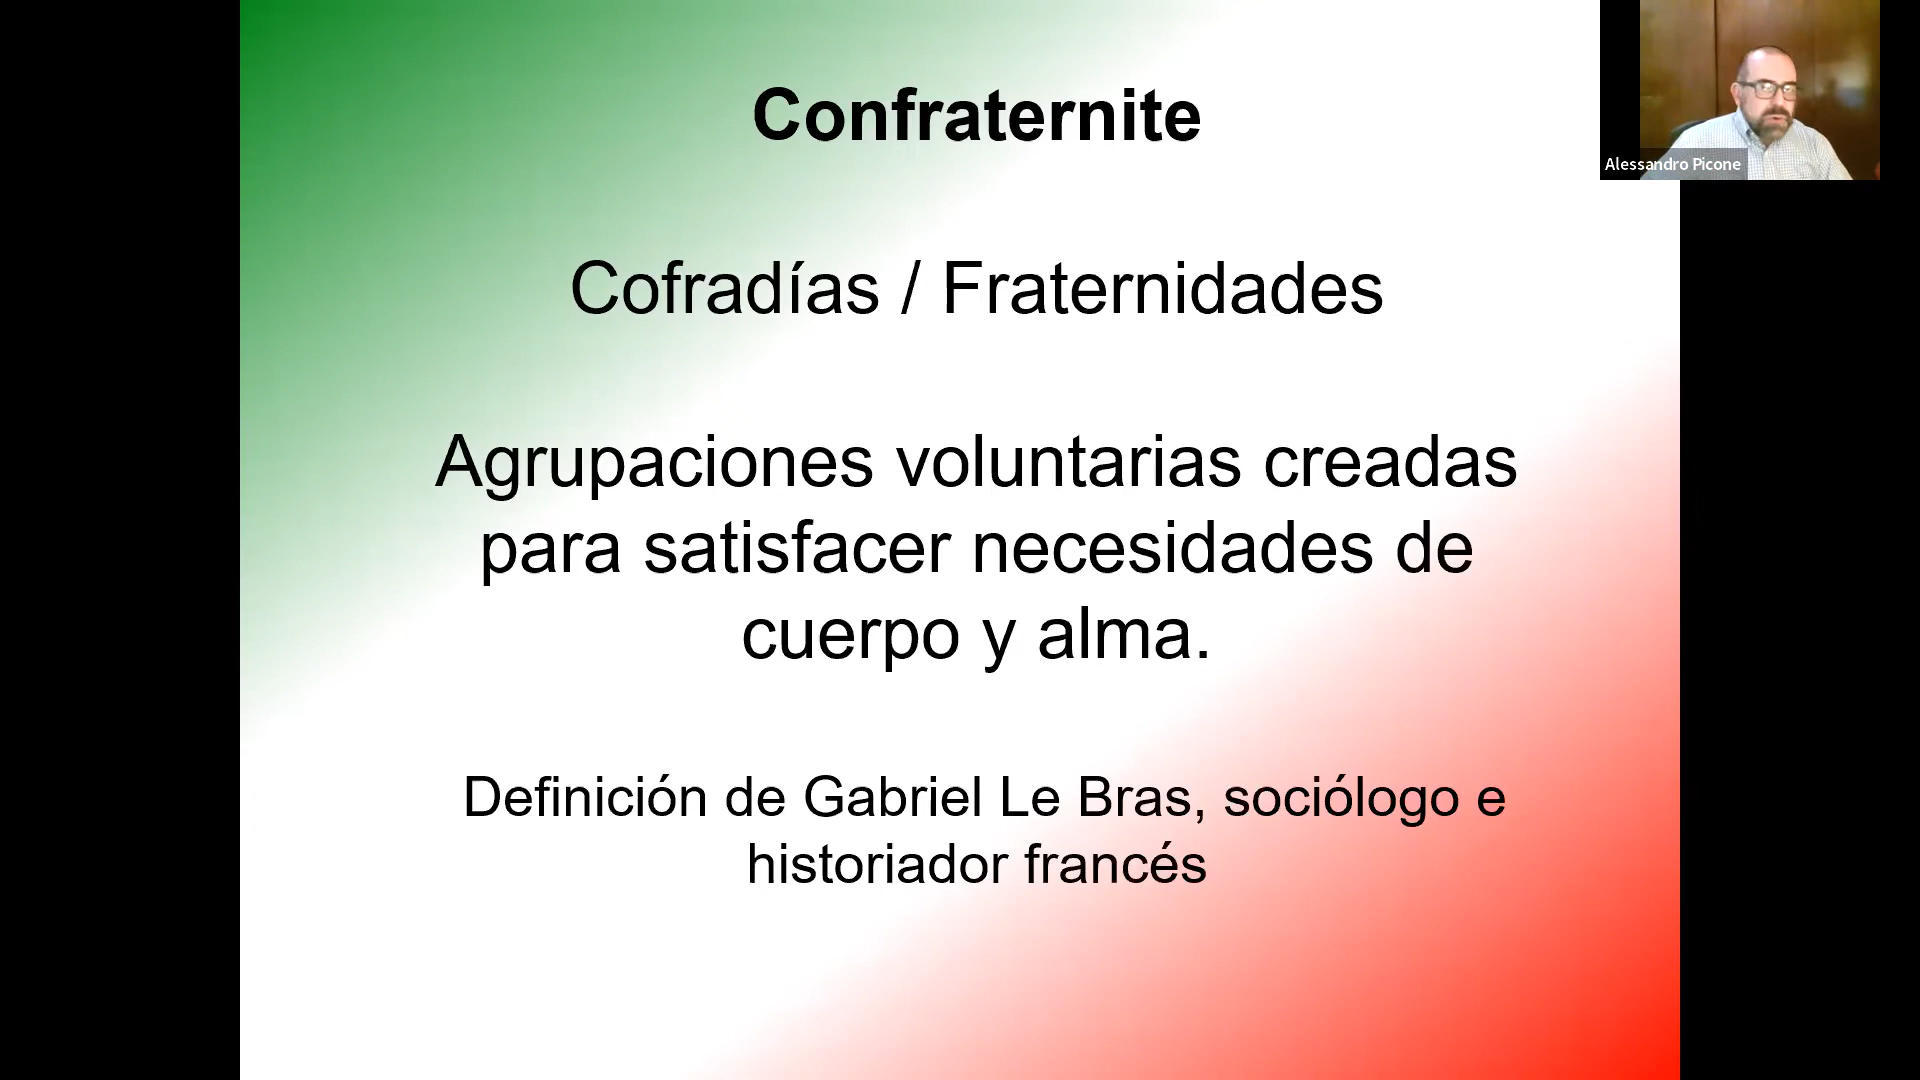 Confraternite
Alessandro Picone
Cofradías / Fraternidades
Agrupaciones voluntarias creadas
para satisfacer necesidades de
cuerpo y alma.
Definición de Gabriel Le Bras, sociólogo e
historiador francés